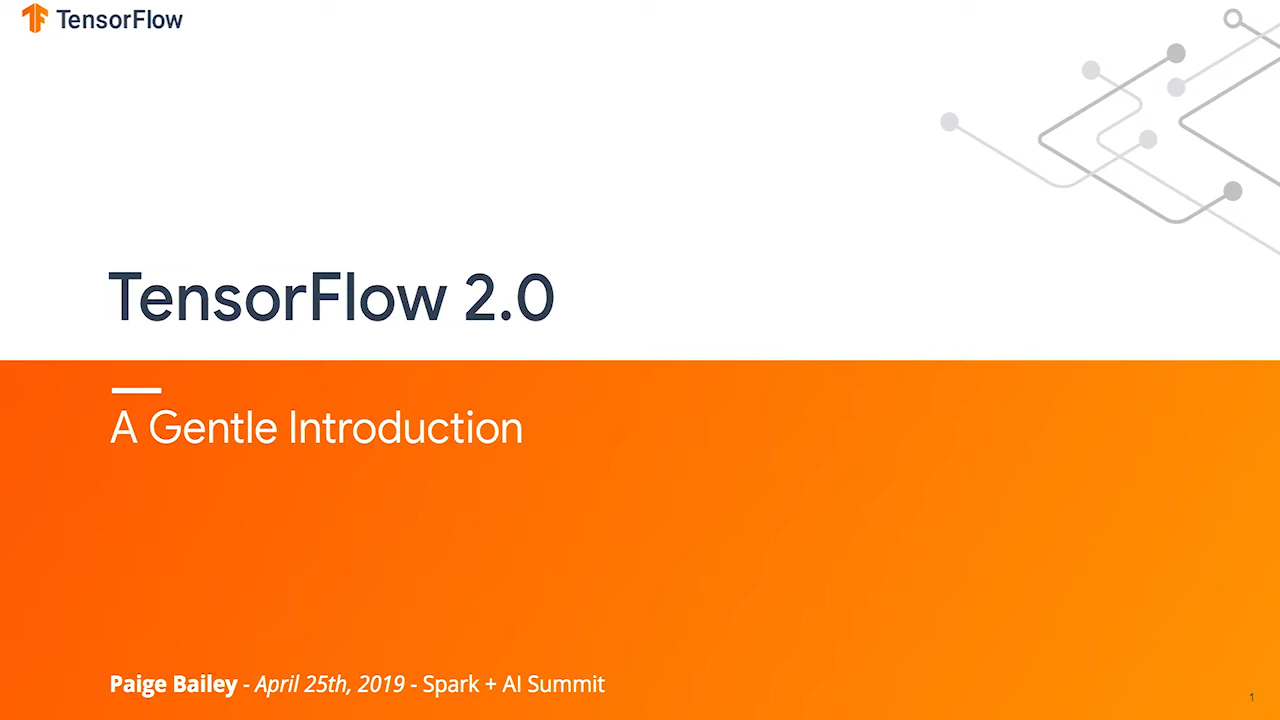 TensorFlow
TensorFlow 2.0
A Gentle Introduction
Paige Bailey - April 25th, 2019 - Spark + AI Summit
1